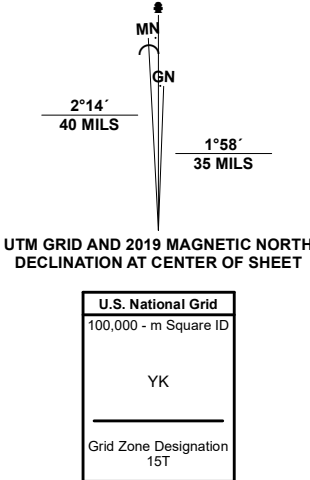 MN
GN
2°14´
40 MILS
1°58´
35 MILS
UTM GRID AND 2019 MAGNETIC NORTH
DECLINATION AT CENTER OF SHEET
U.S. National Grid
100,000 - m Square ID
YK
Grid Zone Designation
15T